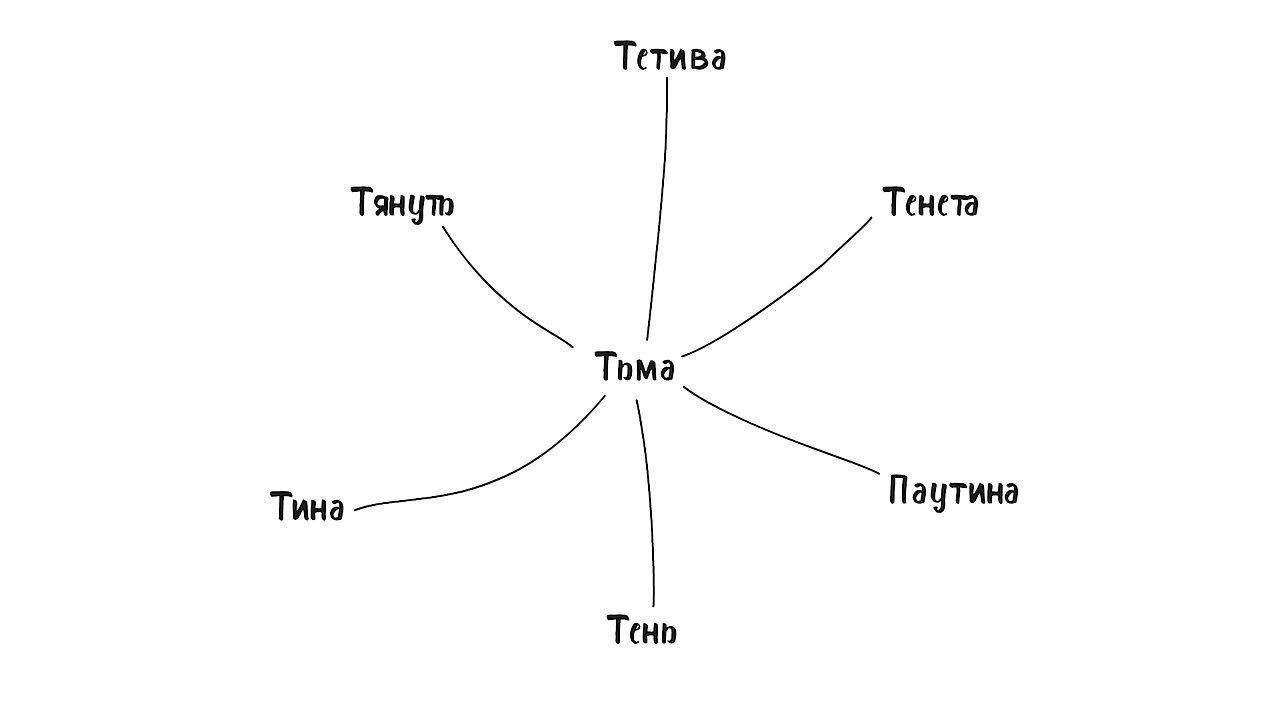 Тетива
Тянуть
Тенета
Тьма
Паутина
Тина
Тень